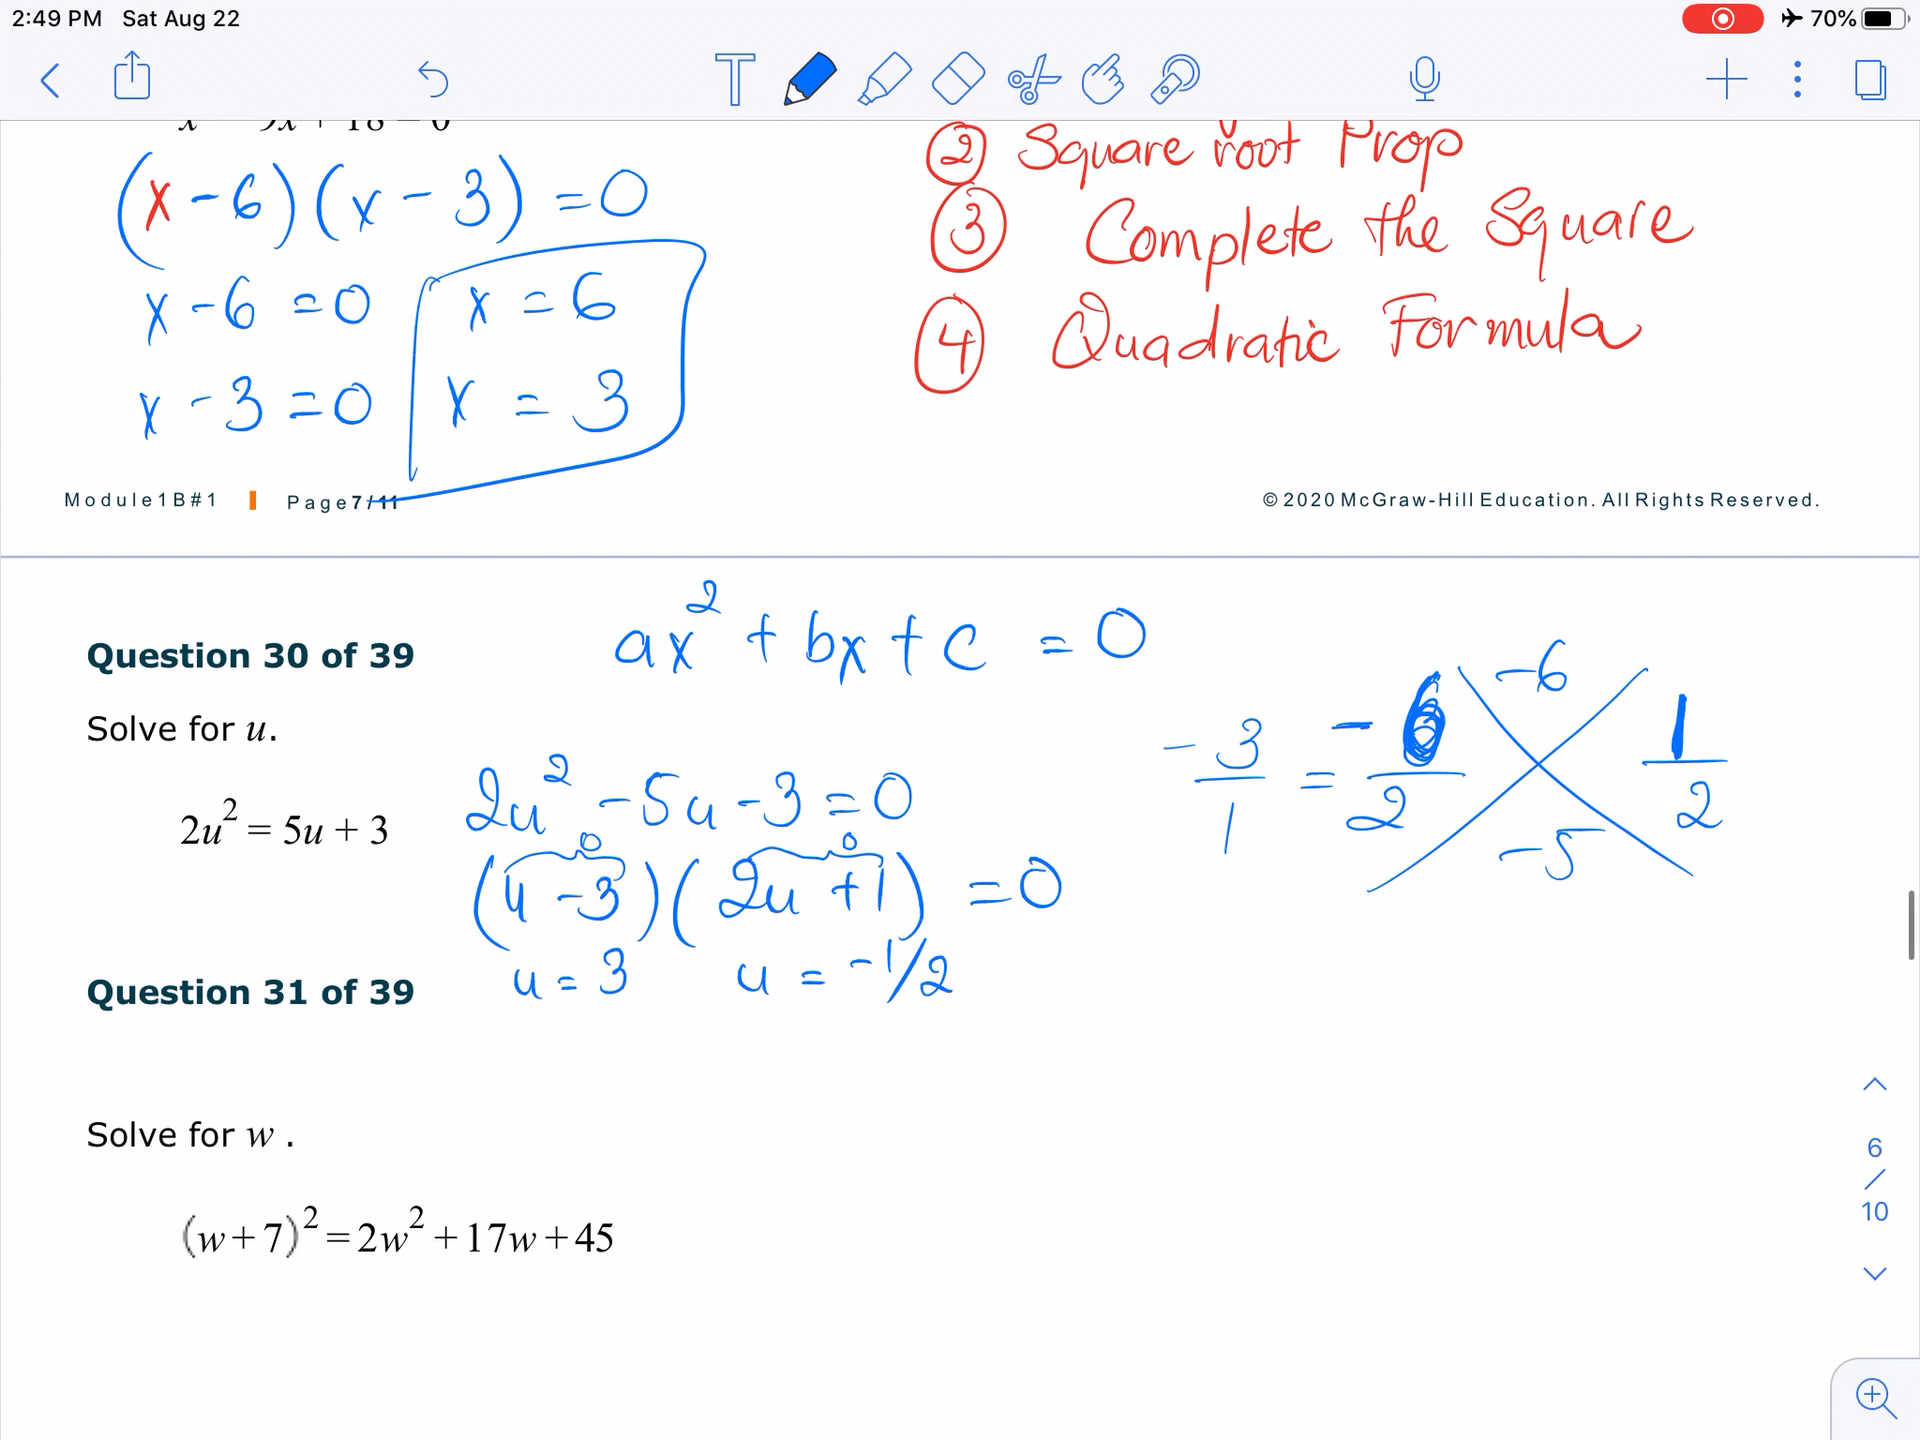 2:49 PM Sat Aug 22
70%
(x - 6)(x - 3) = 0
x - 6 = 0
x = 6
x - 3 = 0
x = 3
② Square root Prop
③ Complete the Square
④ Quadratic Formula
Module1B#1 Page7/11
© 2020 McGraw-Hill Education. All Rights Reserved.
Question 30 of 39
ax² + bx + c = 0
Solve for u.
2u² = 5u + 3
2u² - 5u - 3 = 0
0 0
(u - 3)(2u + 1) = 0
u = 3 u = -1/2
-6
-3/1 = -6/2
1/2
-5
Question 31 of 39
Solve for w .
(w+7)²=2w²+17w+45
6
/
10